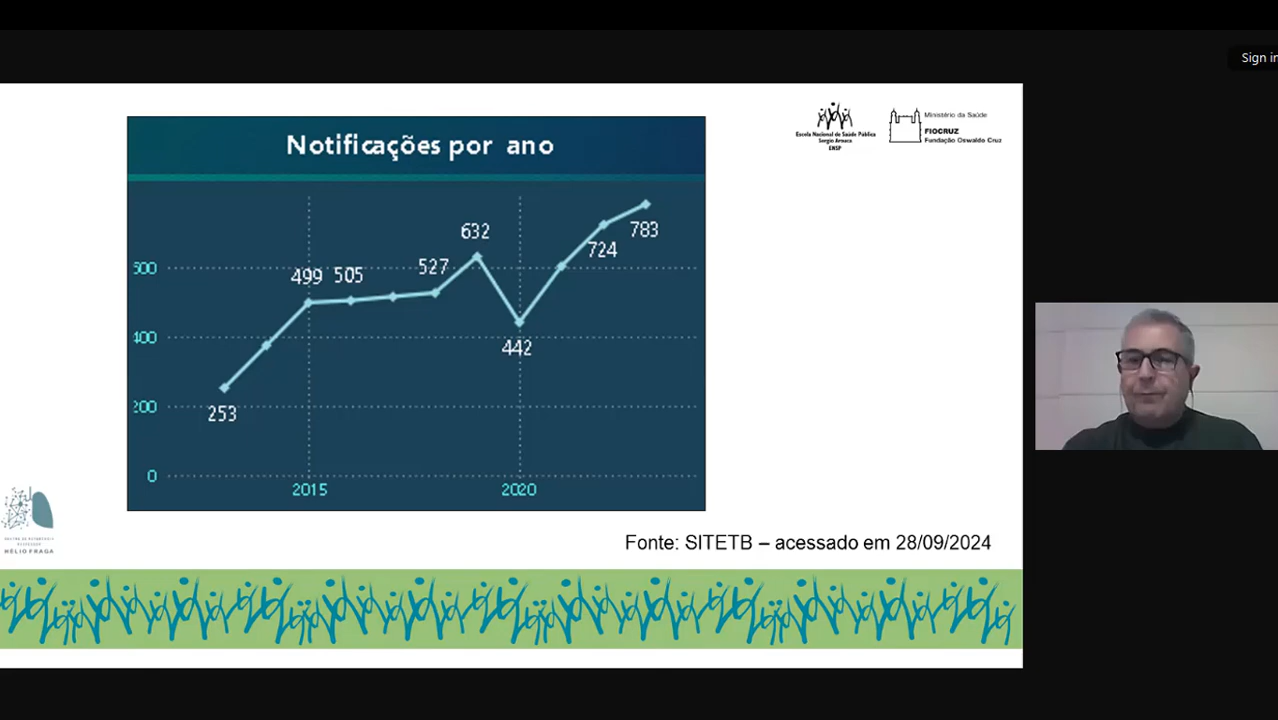 Sign in
Notificações por ano
Escola Nacional de Saúde Pública
Sergio Arouca
ENSP
Ministério da Saúde
FIOCRUZ
Fundação Oswaldo Cruz
632
499 505
527
783
724
600
442
400
253
200
0
2015
2020
HÉLIO FRAGA
Fonte: SITETB – acessado em 28/09/2024